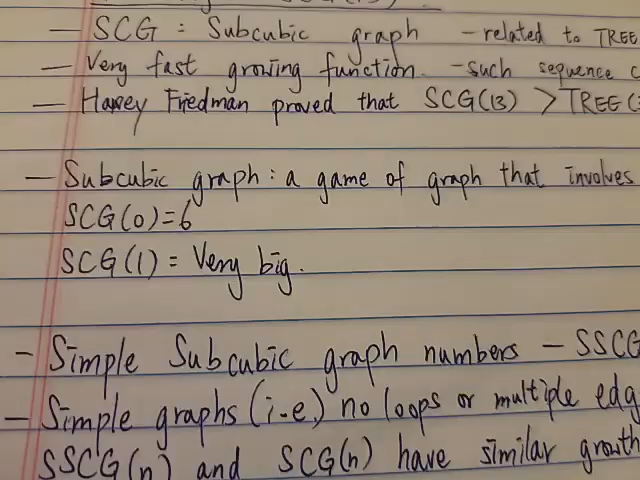 - SCG = Subcubic graph - related to TREE
- Very fast growing function - such sequence c
- Harvey Friedman proved that SCG(13) > TREE(
- Subcubic graph: a game of graph that involves
SCG(0)=6
SCG(1) = Very big.
- Simple Subcubic graph numbers - SSCG
- Simple graphs (i-e) no loops or multiple edg
SSCG(n) and SCG(n) have similar growth